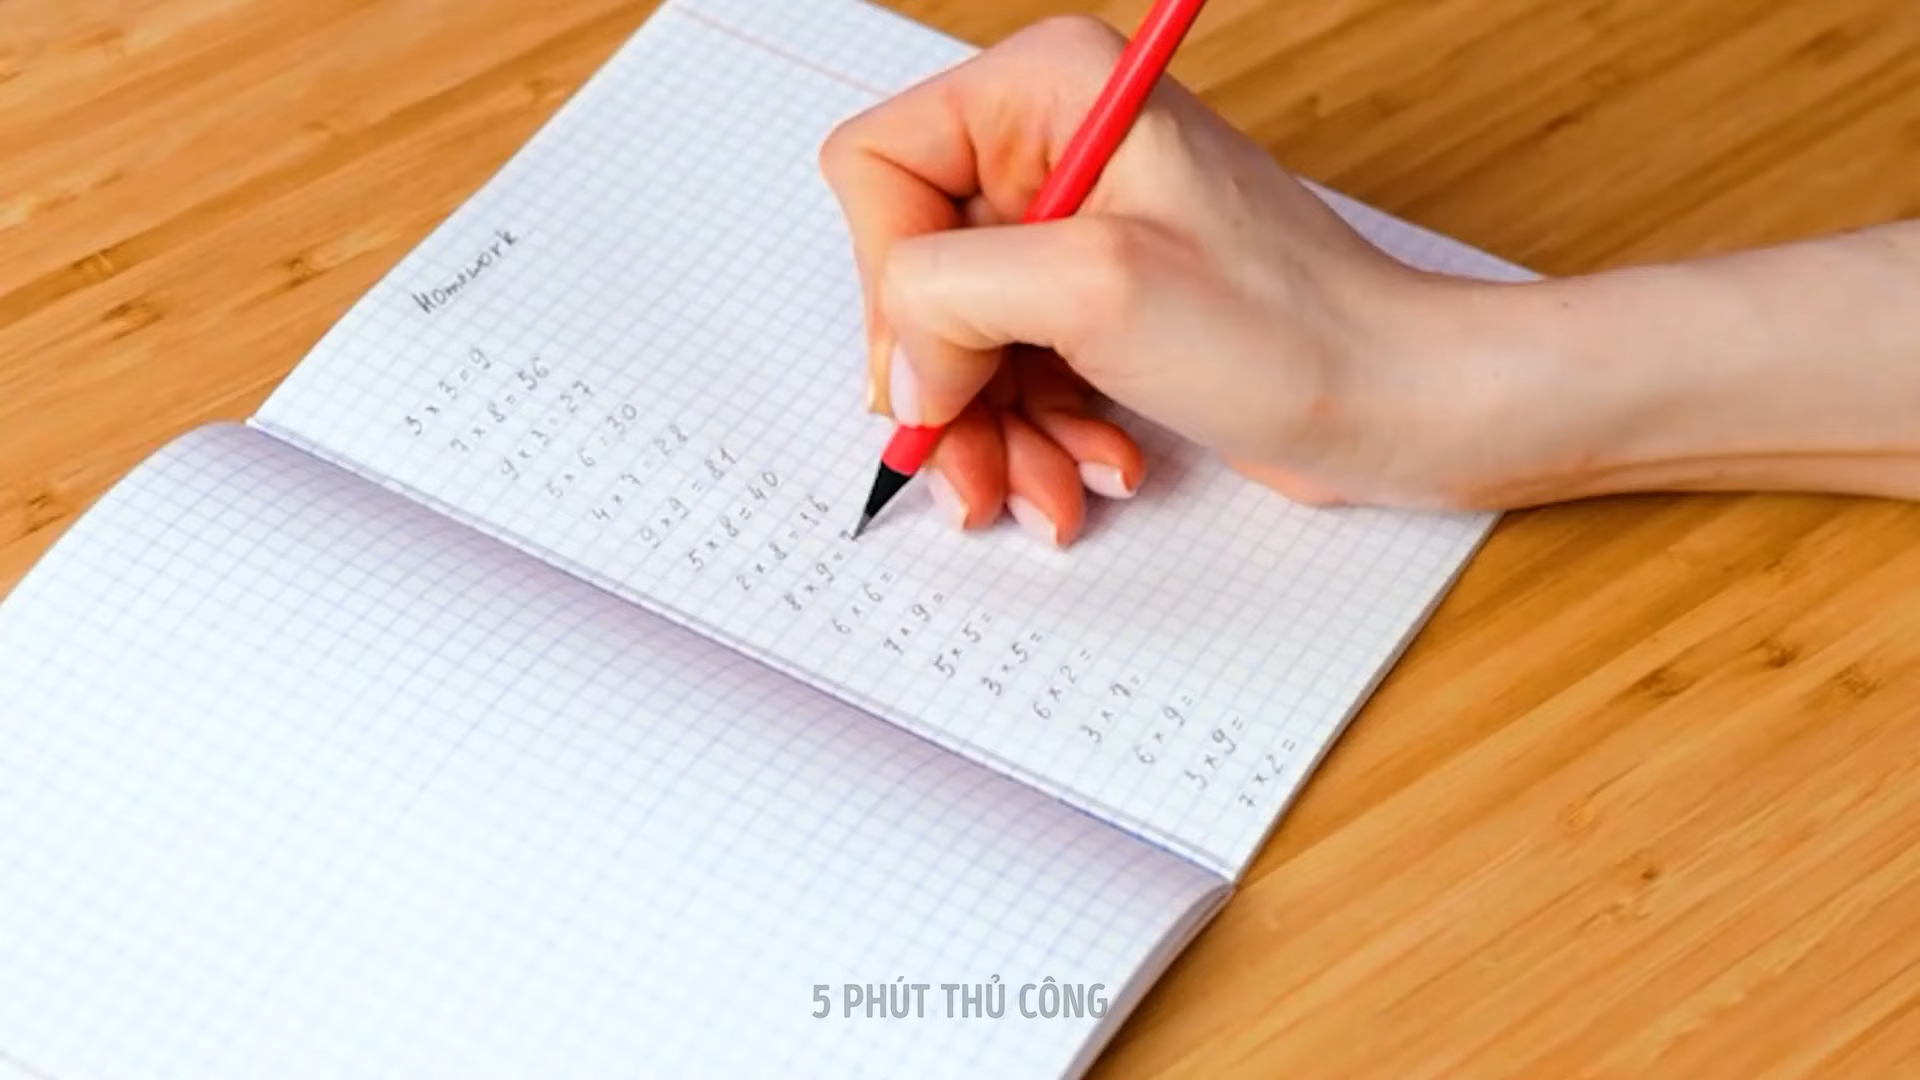 Homework
3 x 3 = 9
7 x 8 = 56
9 x 3 = 27
5 x 6 = 30
4 x 7 = 28
9 x 9 = 81
5 x 8 = 40
2 x 8 = 16
8 x 9 = 7
6 x 6 =
7 x 9 =
5 x 5 =
3 x 5 =
6 x 2 =
3 x 7 =
6 x 9 =
3 x 9 =
7 x 2 =
5 PHÚT THỦ CÔNG